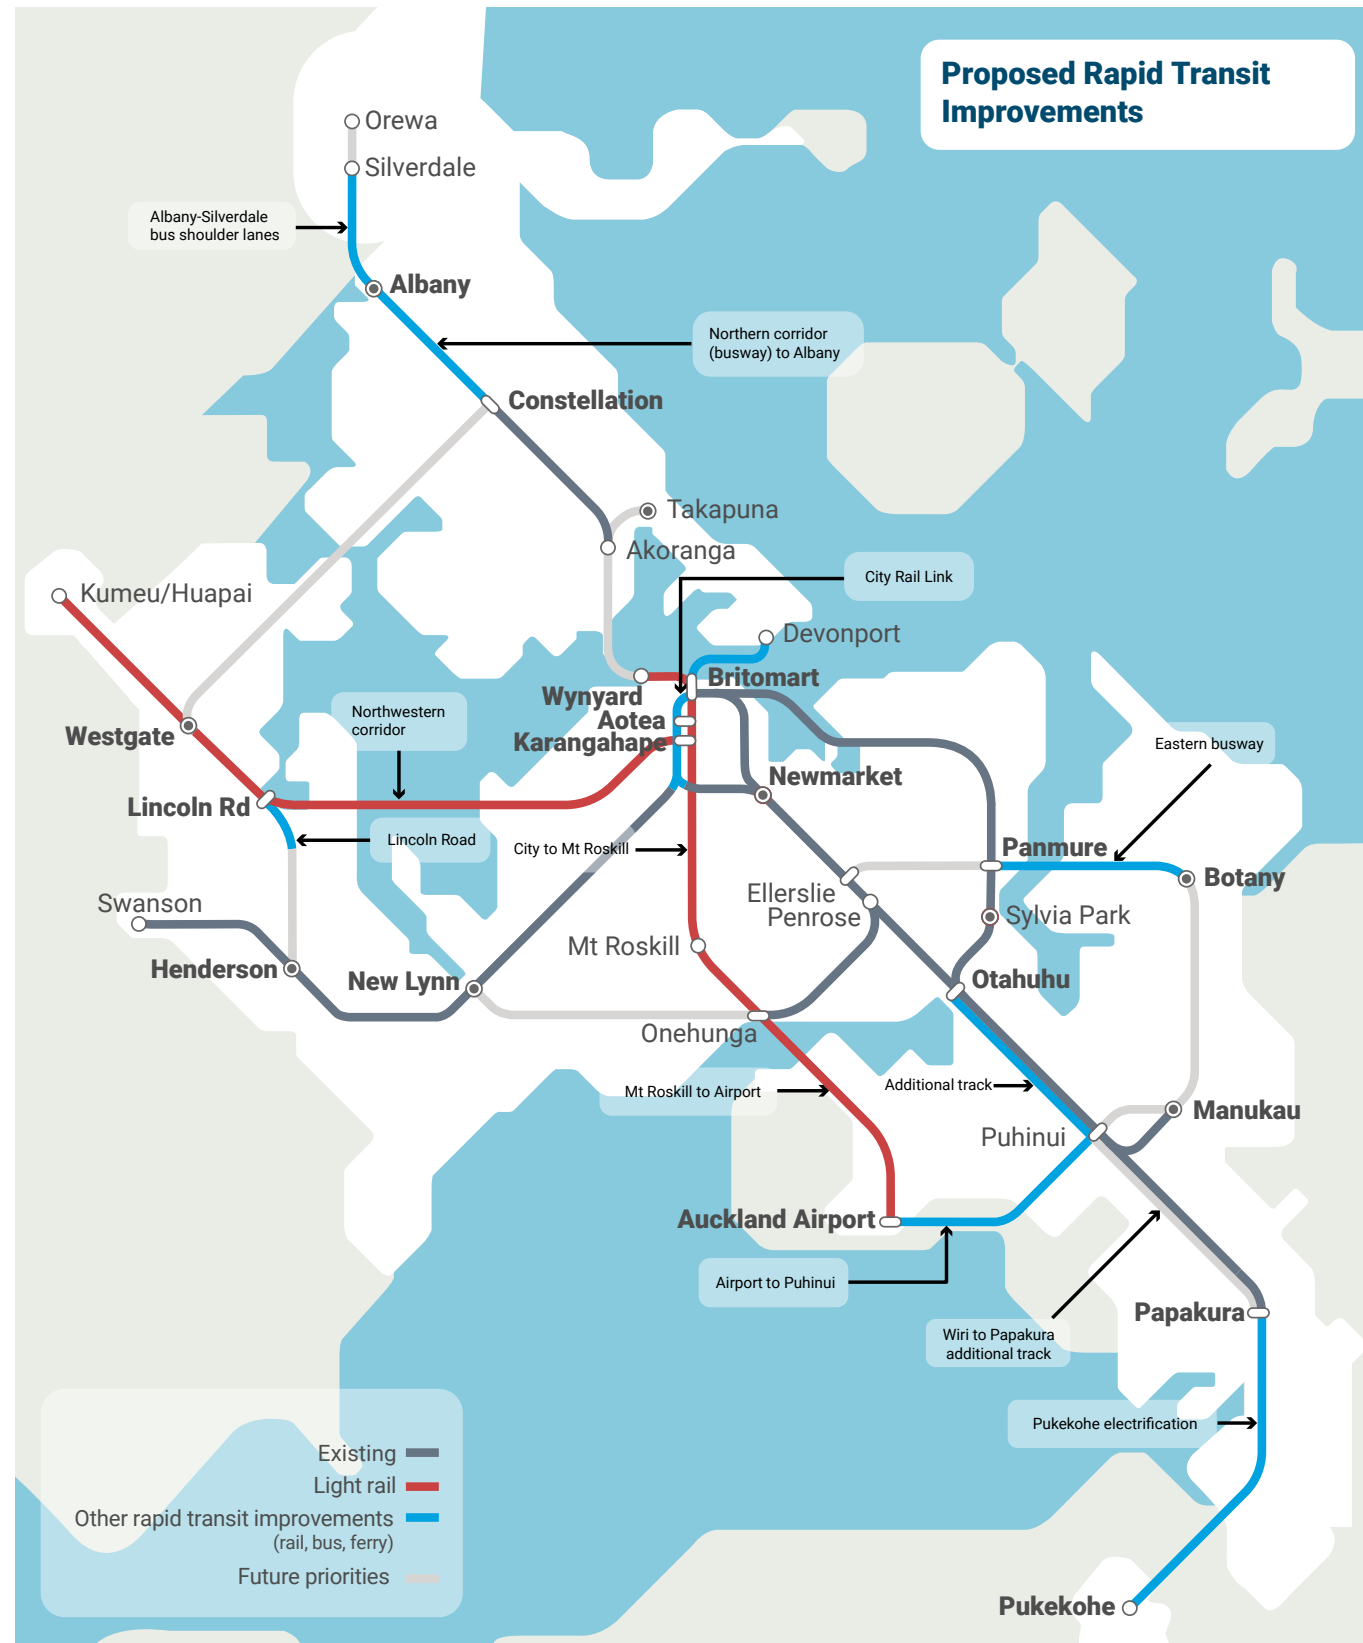 Proposed Rapid Transit
Improvements
Orewa
Silverdale
Albany-Silverdale
bus shoulder lanes
Albany
Northern corridor
(busway) to Albany
Constellation
Takapuna
Akoranga
City Rail Link
Kumeu/Huapai
Devonport
Britomart
Wynyard
Aotea
Karangahape
Northwestern
corridor
Westgate
Eastern busway
Newmarket
Lincoln Rd
Lincoln Road
City to Mt Roskill
Panmure
Botany
Ellerslie
Penrose
Sylvia Park
Swanson
Mt Roskill
Henderson
New Lynn
Otahuhu
Onehunga
Mt Roskill to Airport
Additional track
Manukau
Puhinui
Auckland Airport
Airport to Puhinui
Papakura
Wiri to Papakura
additional track
Pukekohe electrification
Existing
Light rail
Other rapid transit improvements
(rail, bus, ferry)
Future priorities
Pukekohe